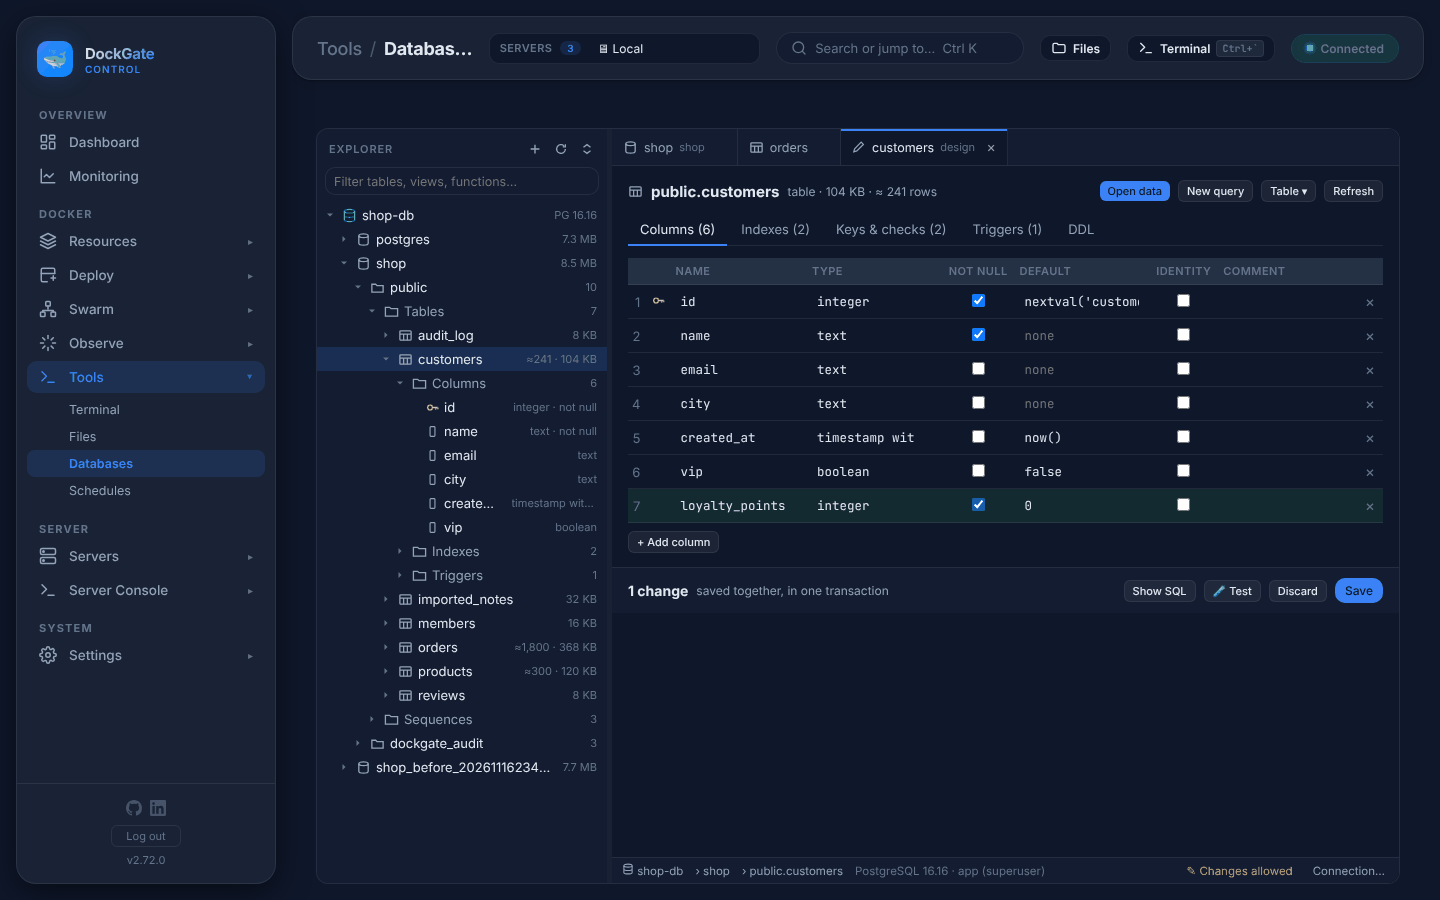 DockGate
CONTROL
OVERVIEW
Dashboard
Monitoring
DOCKER
Resources
Deploy
Swarm
Observe
Tools
Terminal
Files
Databases
Schedules
SERVER
Servers
Server Console
SYSTEM
Settings
Log out
v2.72.0
Tools / Databas...
SERVERS 3 Local
Search or jump to... Ctrl K
Files
Terminal Ctrl+`
Connected
EXPLORER
Filter tables, views, functions...
shop-db PG 16.16
postgres 7.3 MB
shop 8.5 MB
public 10
Tables 7
audit_log 8 KB
customers ≈241 · 104 KB
Columns 6
id integer · not null
name text · not null
email text
city text
create... timestamp wit...
vip boolean
Indexes 2
Triggers 1
imported_notes 32 KB
members 16 KB
orders ≈1,800 · 368 KB
products ≈300 · 120 KB
reviews 8 KB
Sequences 3
dockgate_audit 3
shop_before_20261116234... 7.7 MB
shop shop
orders
customers design ×
public.customers table · 104 KB · ≈ 241 rows
Open data New query Table ▾ Refresh
Columns (6) Indexes (2) Keys & checks (2) Triggers (1) DDL
NAME TYPE NOT NULL DEFAULT IDENTITY COMMENT
1 id integer nextval('custom ×
2 name text none ×
3 email text none ×
4 city text none ×
5 created_at timestamp wit now() ×
6 vip boolean false ×
7 loyalty_points integer 0 ×
+ Add column
1 change saved together, in one transaction
Show SQL Test Discard Save
shop-db › shop › public.customers PostgreSQL 16.16 · app (superuser)
✎ Changes allowed Connection...